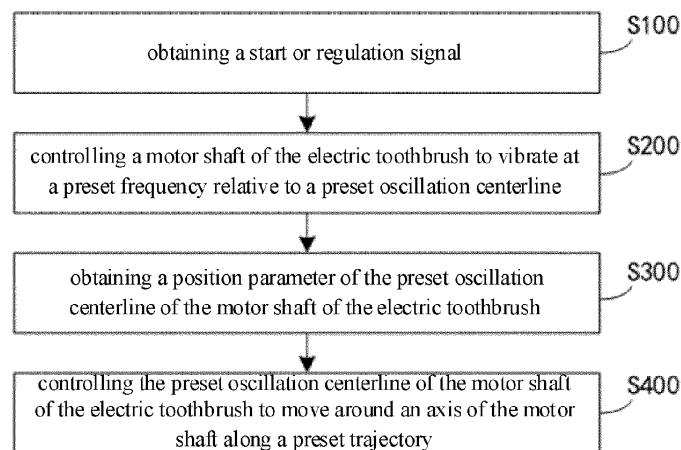 S100
obtaining a start or regulation signal
S200
controlling a motor shaft of the electric toothbrush to vibrate at
a preset frequency relative to a preset oscillation centerline
S300
obtaining a position parameter of the preset oscillation
centerline of the motor shaft of the electric toothbrush
S400
controlling the preset oscillation centerline of the motor shaft
of the electric toothbrush to move around an axis of the motor
shaft along a preset trajectory